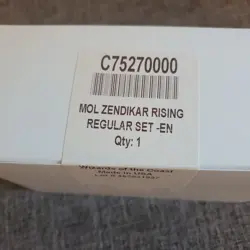 C75270000
MOL ZENDIKAR RISING
REGULAR SET -EN
Qty: 1
Wizards of the Coast
Made in USA